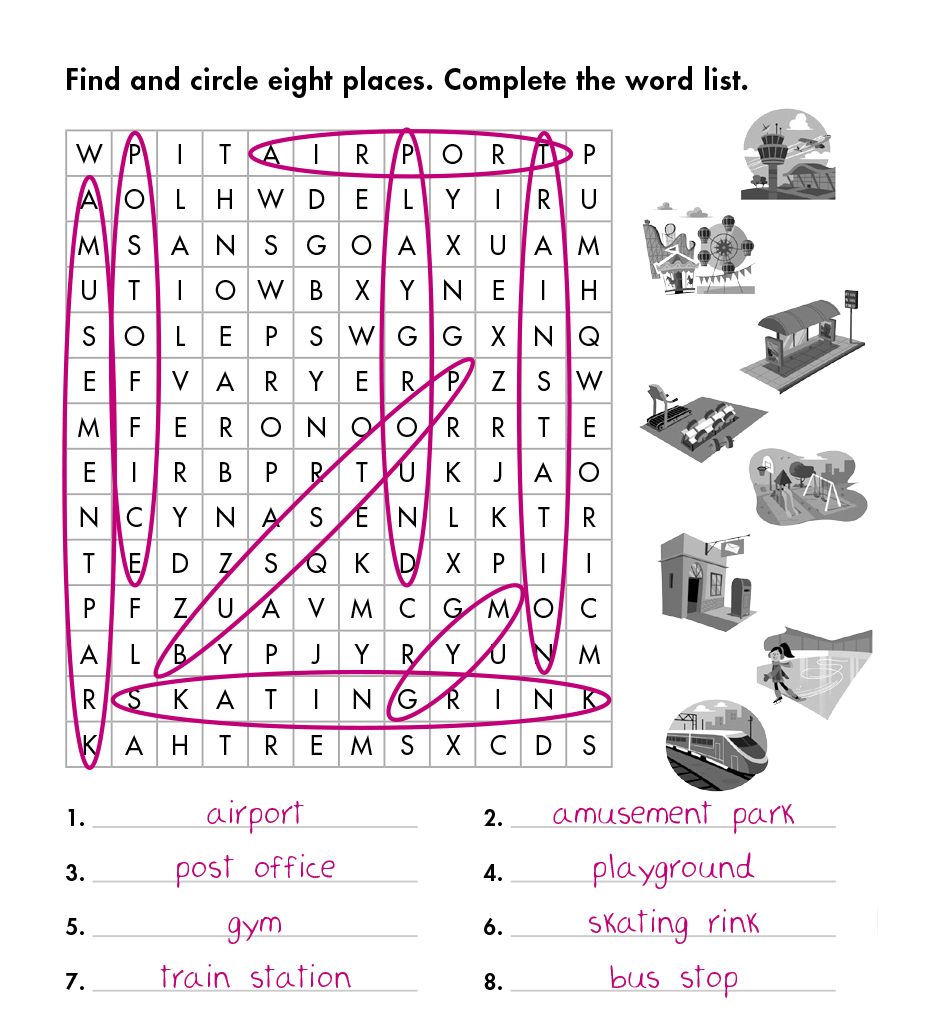 Find and circle eight places. Complete the word list.
W P I T A I R P O R T P
A O L H W D E L Y I R U
M S A N S G O A X U A M
U T I O W B X Y N E I H
S O L E P S W G G X N Q
E F V A R Y E R P Z S W
M F E R O N O O R R T E
E I R B P R T U K J A O
N C Y N A S E N L K T R
T E D Z S Q K D X P I I
P F Z U A V M C G M O C
A L B Y P J Y R Y U N M
R S K A T I N G R I N K
K A H T R E M S X C D S
1. airport 2. amusement park
3. post office 4. playground
5. gym 6. skating rink
7. train station 8. bus stop